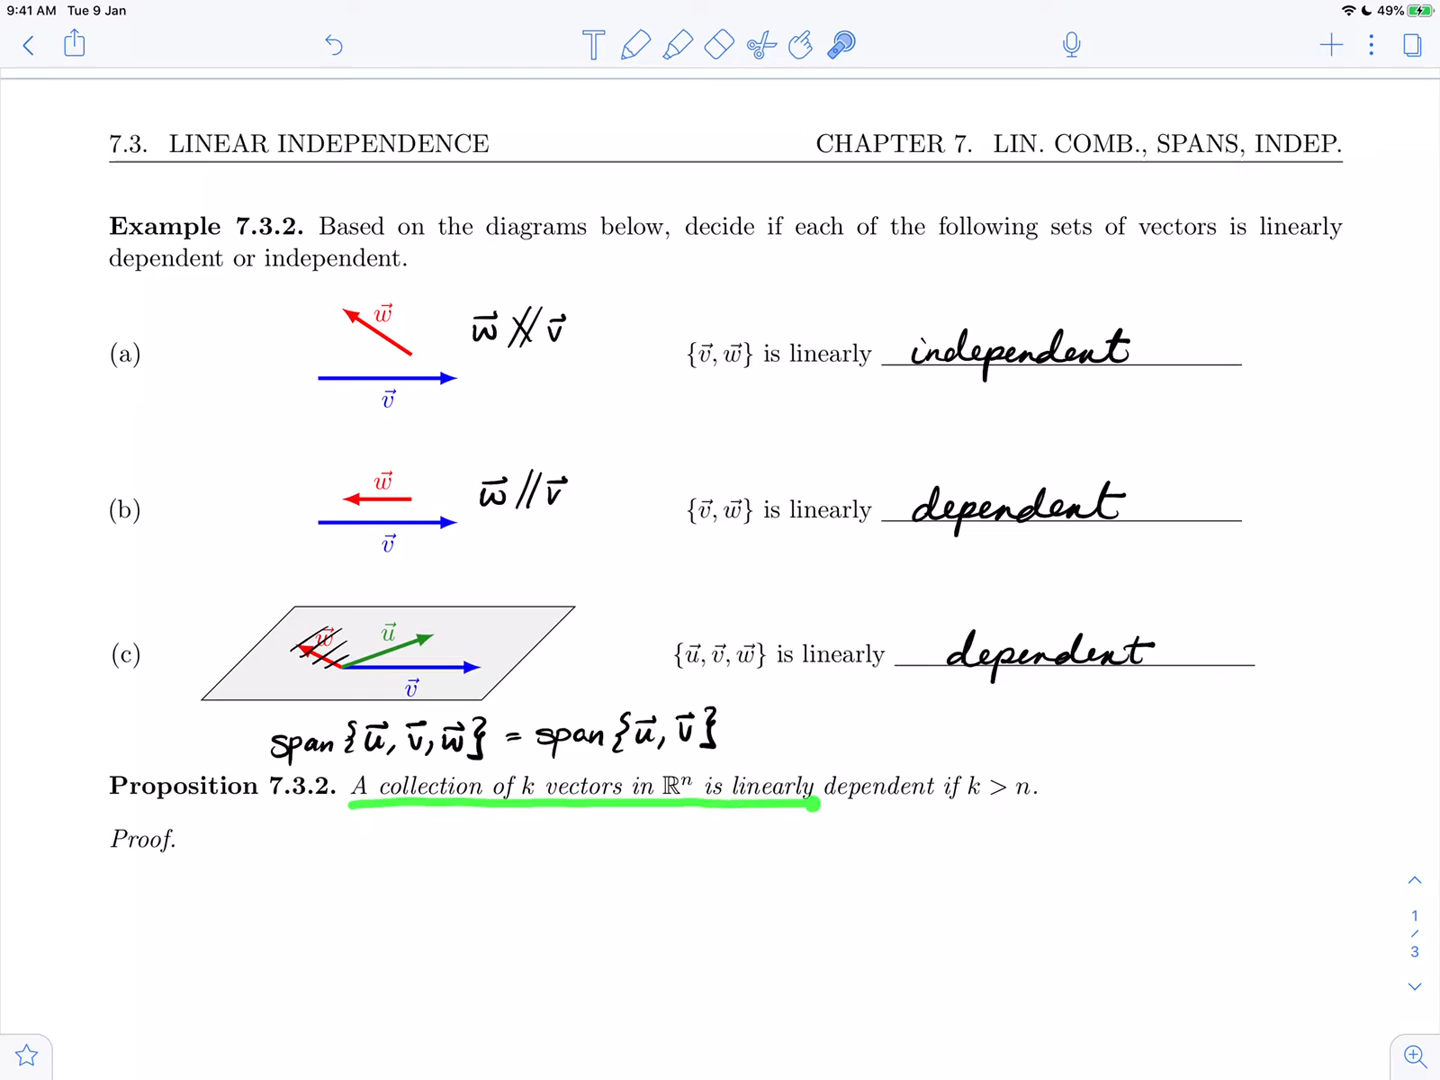 9:41 AM Tue 9 Jan 49%
7.3. LINEAR INDEPENDENCE CHAPTER 7. LIN. COMB., SPANS, INDEP.
Example 7.3.2. Based on the diagrams below, decide if each of the following sets of vectors is linearly
dependent or independent.
(a) w⃗ v⃗ w⃗ ∦ v⃗ {v⃗, w⃗} is linearly independent
(b) w⃗ v⃗ w⃗ // v⃗ {v⃗, w⃗} is linearly dependent
(c) w⃗ u⃗ v⃗ {u⃗, v⃗, w⃗} is linearly dependent
span {u⃗, v⃗, w⃗} = span {u⃗, v⃗}
Proposition 7.3.2. A collection of k vectors in ℝⁿ is linearly dependent if k > n.
Proof.
1
/
3